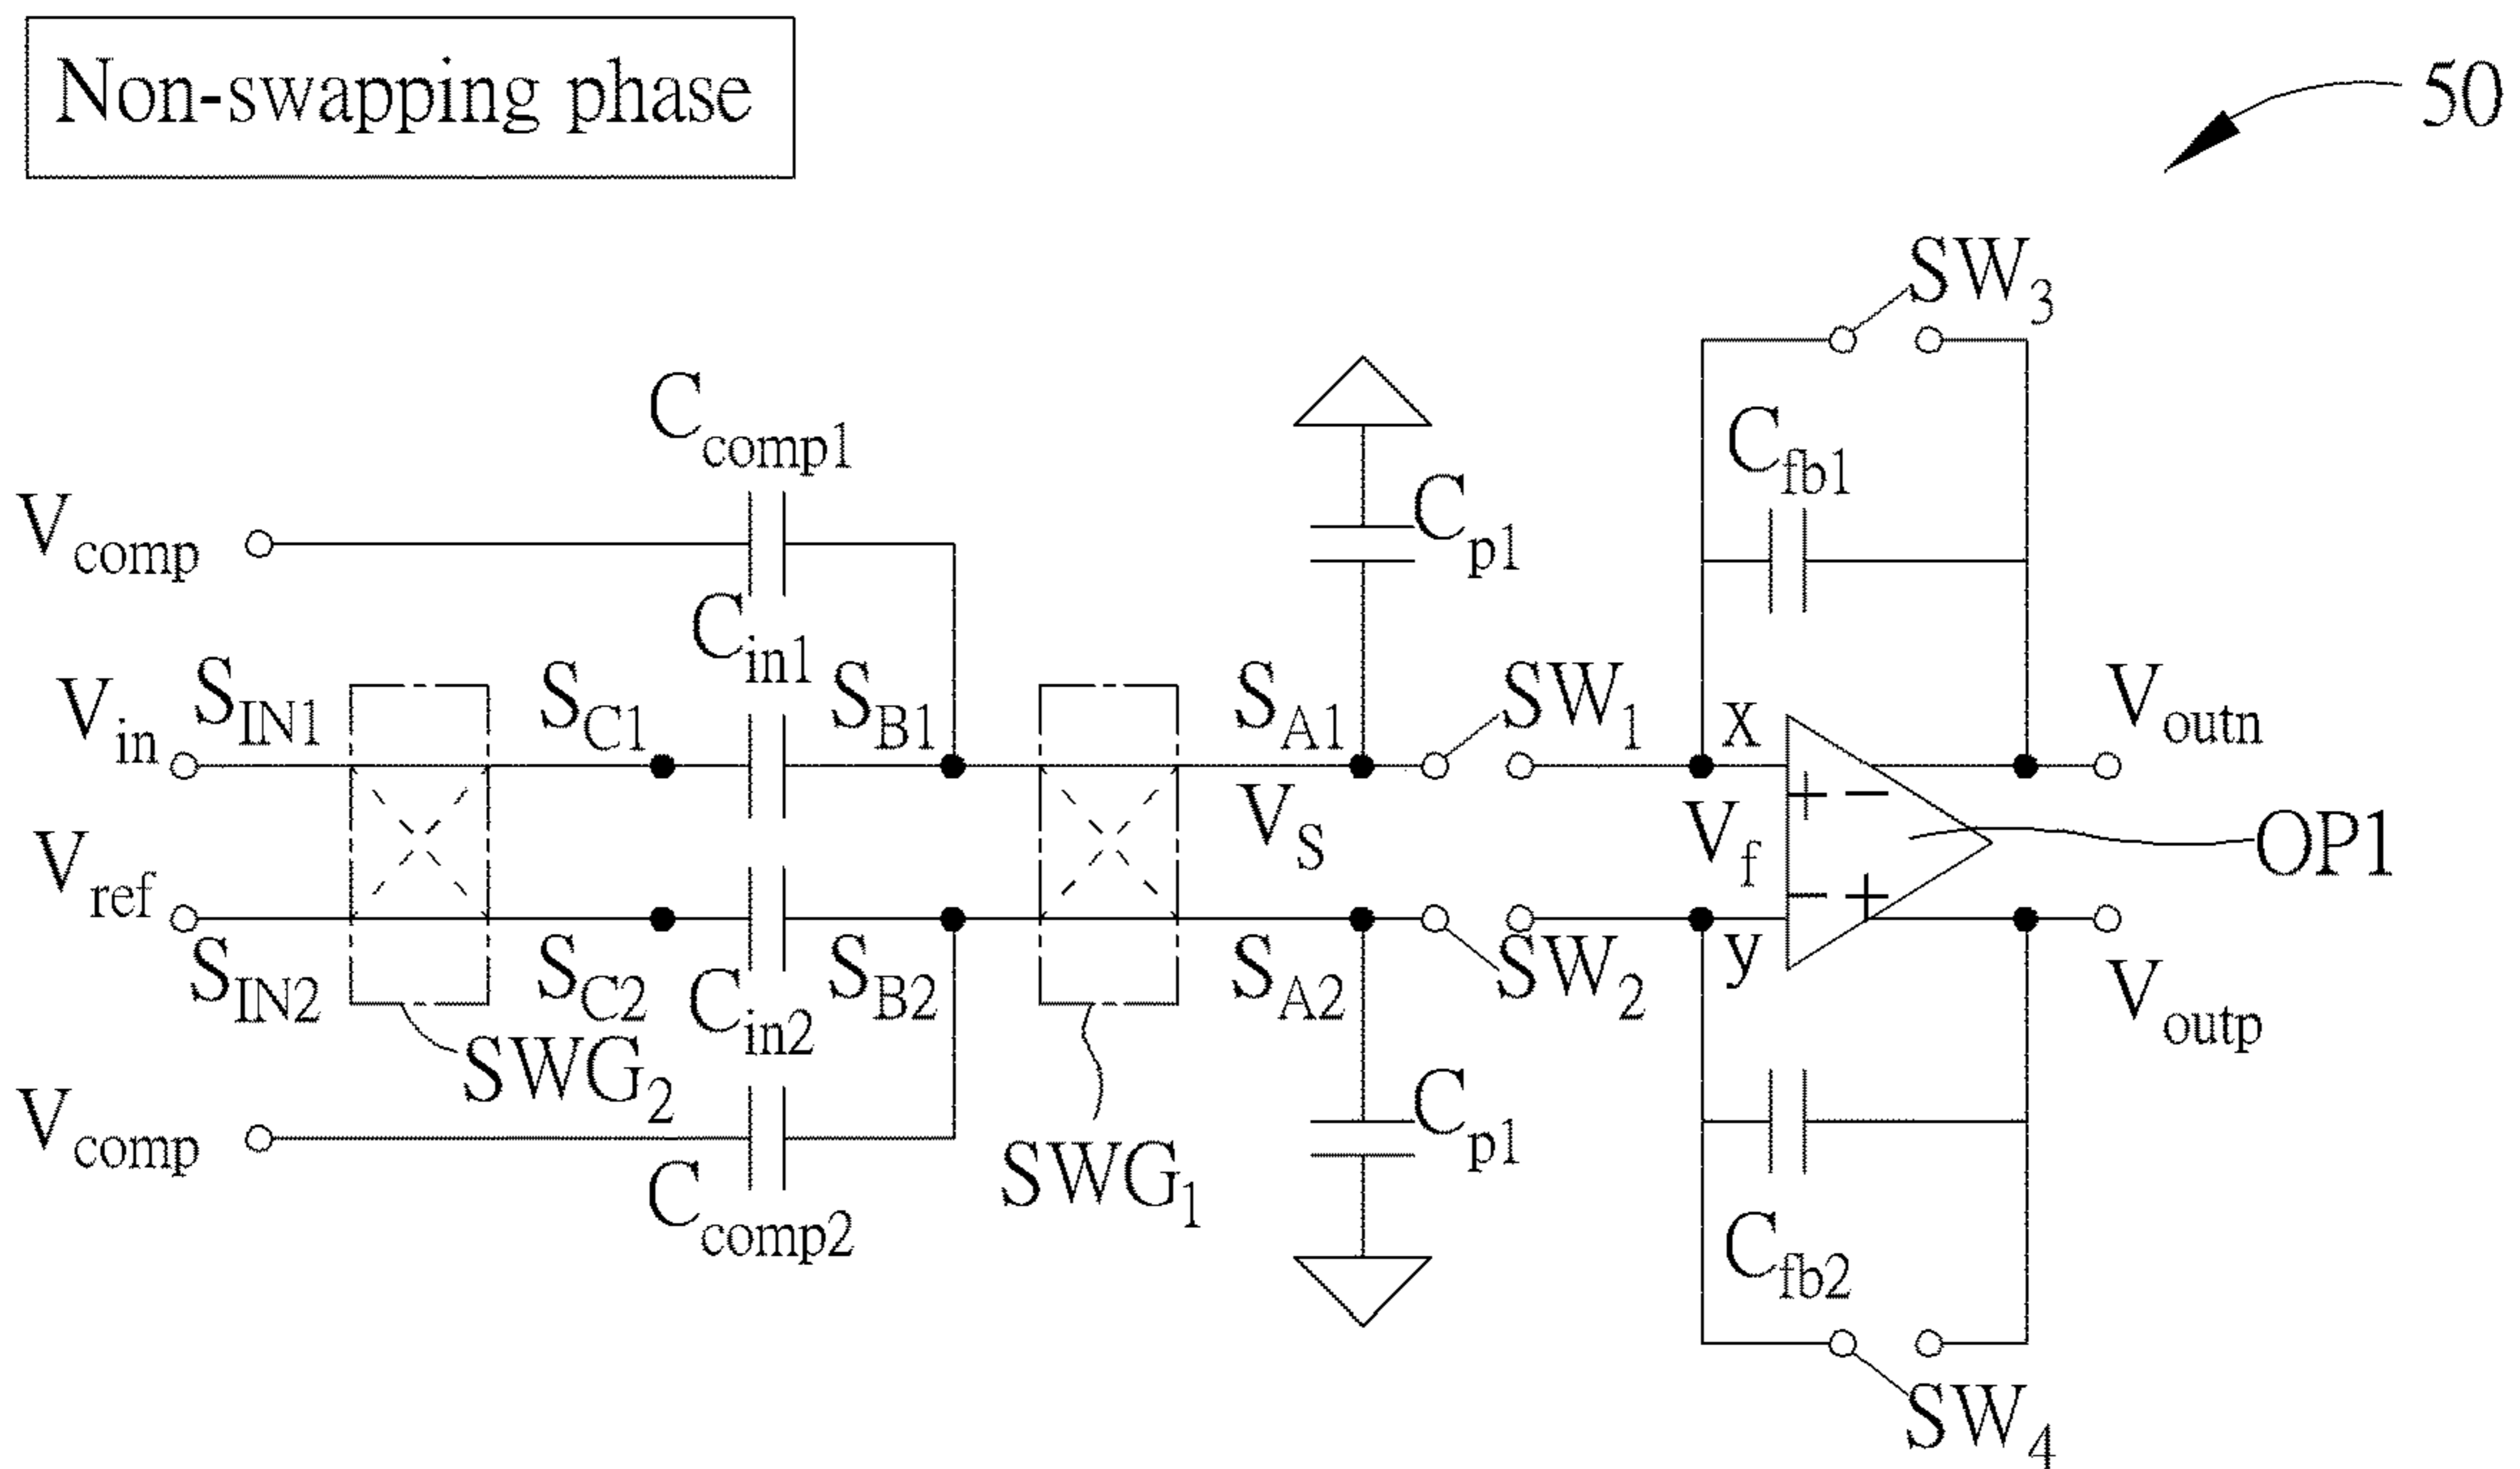 Non-swapping phase
50
SW3
Ccomp1
Cfb1
Vcomp
Cp1
Cin1
Vin
SIN1
SC1
SB1
SA1
SW1
x
Voutn
+ −
VS
Vf
OP1
Vref
− +
SIN2
SC2
Cin2
SB2
SA2
SW2
y
Voutp
SWG2
Vcomp
Cp1
SWG1
Ccomp2
Cfb2
SW4